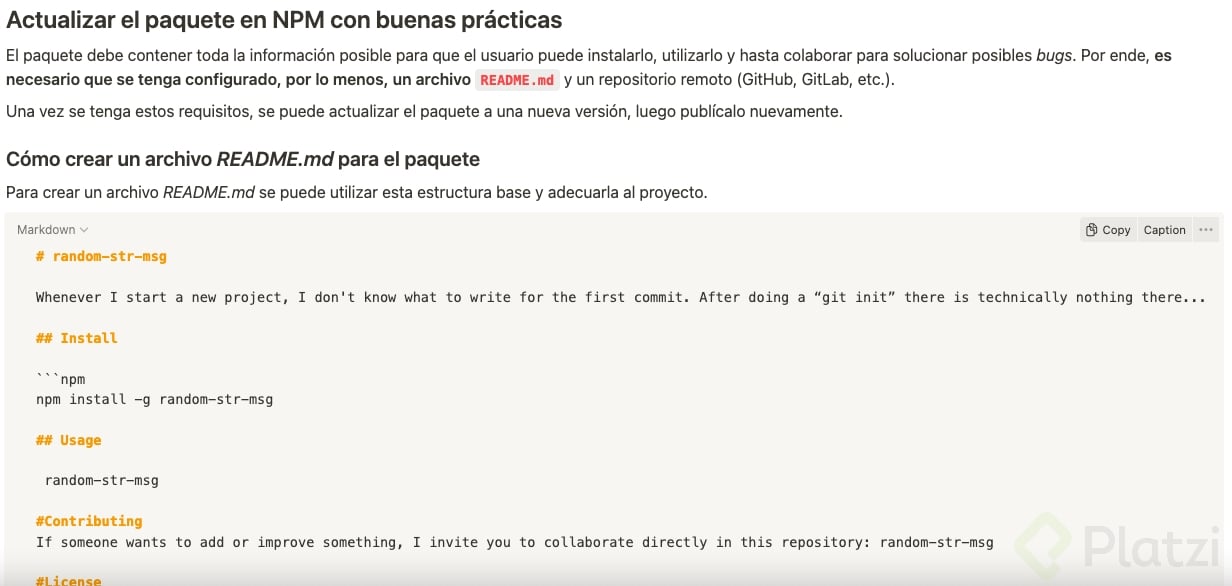 Actualizar el paquete en NPM con buenas prácticas
El paquete debe contener toda la información posible para que el usuario puede instalarlo, utilizarlo y hasta colaborar para solucionar posibles bugs. Por ende, es
necesario que se tenga configurado, por lo menos, un archivo README.md y un repositorio remoto (GitHub, GitLab, etc.).
Una vez se tenga estos requisitos, se puede actualizar el paquete a una nueva versión, luego publícalo nuevamente.
Cómo crear un archivo README.md para el paquete
Para crear un archivo README.md se puede utilizar esta estructura base y adecuarla al proyecto.
Markdown Copy Caption ...
# random-str-msg
Whenever I start a new project, I don't know what to write for the first commit. After doing a “git init” there is technically nothing there...
## Install
```npm
npm install -g random-str-msg
## Usage
random-str-msg
#Contributing
If someone wants to add or improve something, I invite you to collaborate directly in this repository: random-str-msg
#License
Platzi